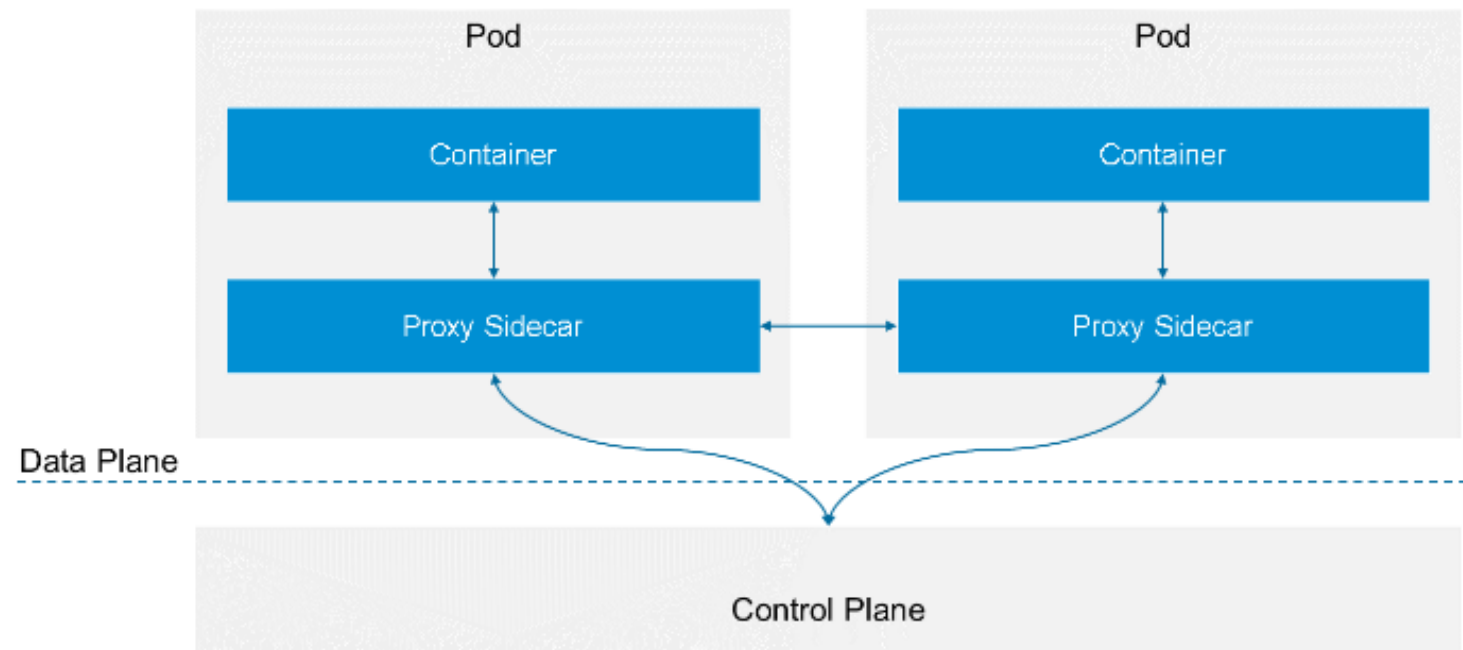 Pod
Pod
Container
Container
Proxy Sidecar
Proxy Sidecar
Data Plane
Control Plane